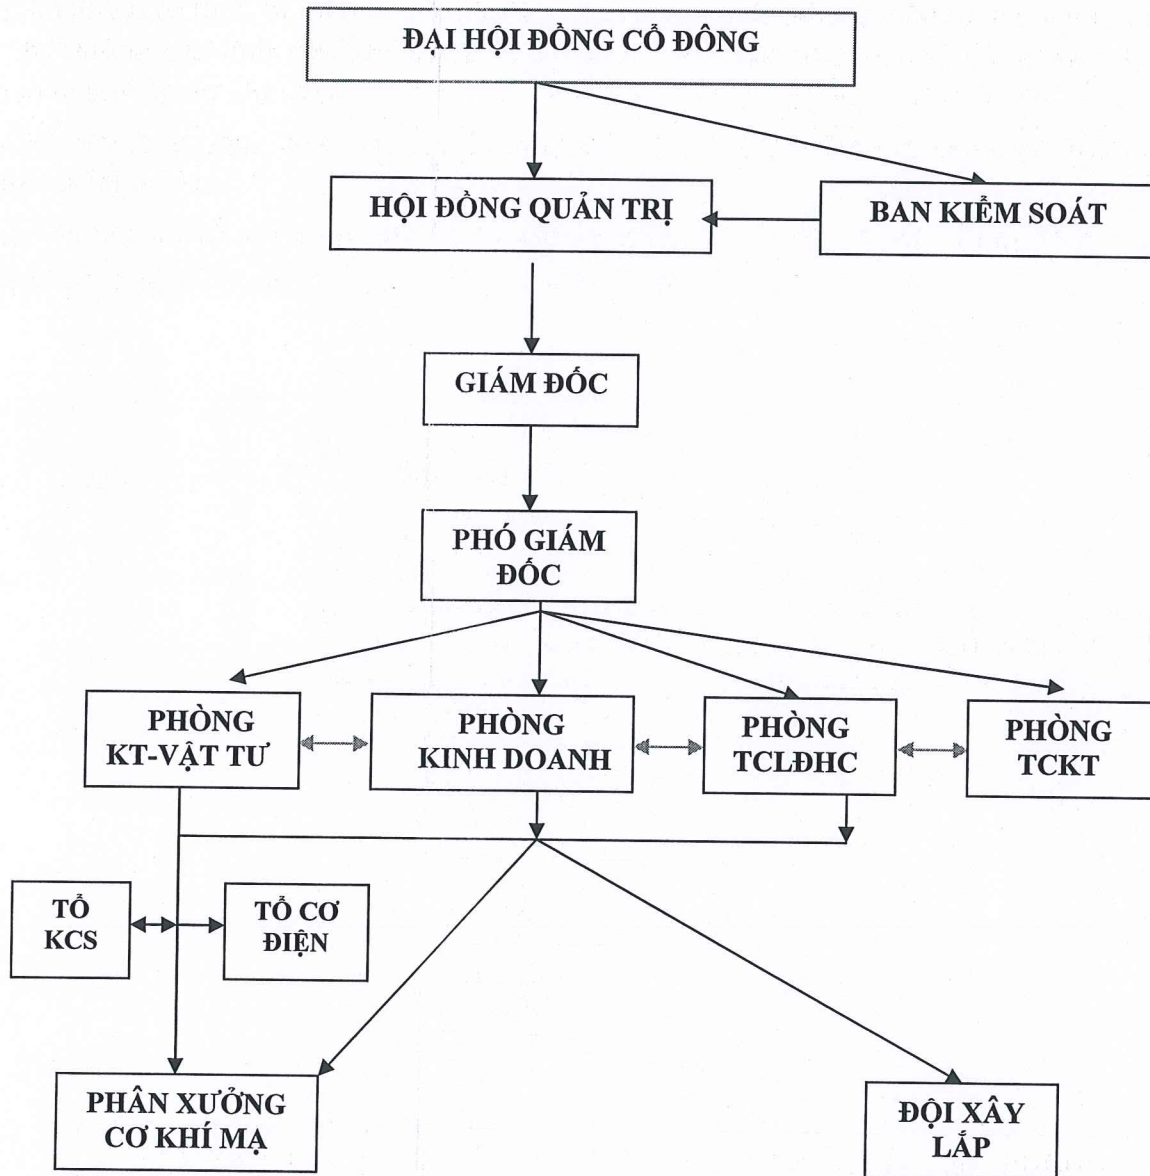 ĐẠI HỘI ĐỒNG CỔ ĐÔNG
HỘI ĐỒNG QUẢN TRỊ
BAN KIỂM SOÁT
GIÁM ĐỐC
PHÓ GIÁM
ĐỐC
PHÒNG
KT-VẬT TƯ
PHÒNG
KINH DOANH
PHÒNG
TCLĐHC
PHÒNG
TCKT
TỔ
KCS
TỔ CƠ
ĐIỆN
PHÂN XƯỞNG
CƠ KHÍ MẠ
ĐỘI XÂY
LẮP